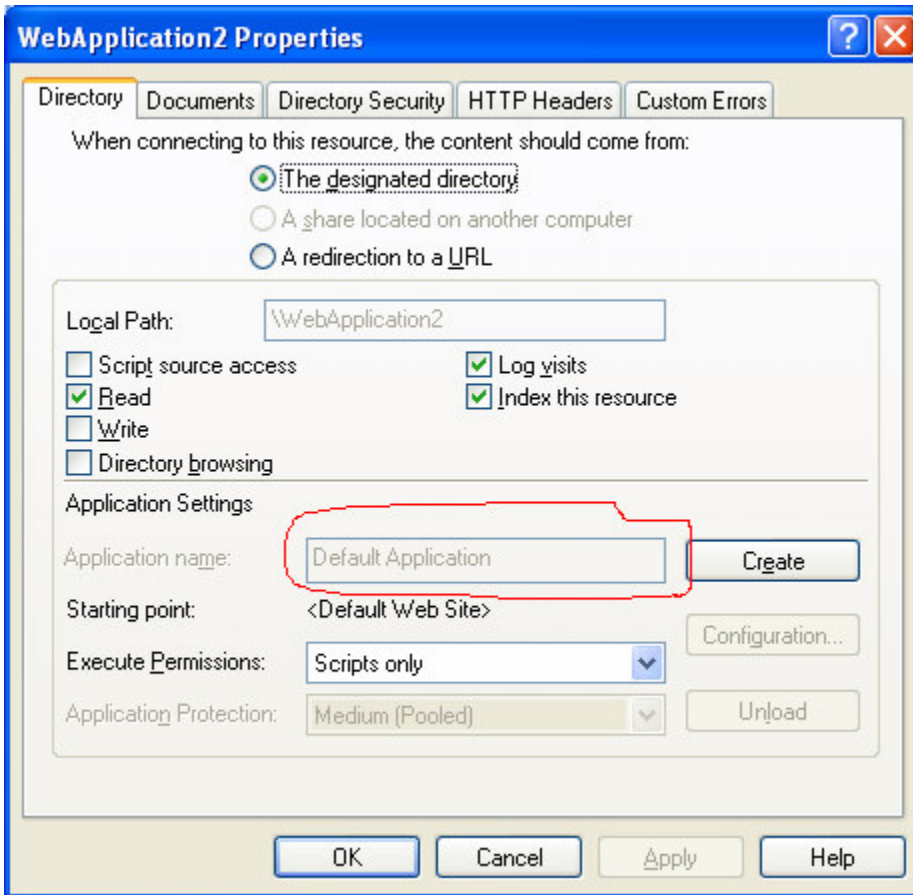 WebApplication2 Properties
Directory Documents Directory Security HTTP Headers Custom Errors
When connecting to this resource, the content should come from:
The designated directory
A share located on another computer
A redirection to a URL
Local Path: \WebApplication2
Script source access Log visits
Read Index this resource
Write
Directory browsing
Application Settings
Application name: Default Application Create
Starting point: <Default Web Site>
Configuration...
Execute Permissions: Scripts only
Application Protection: Medium (Pooled) Unload
OK Cancel Apply Help